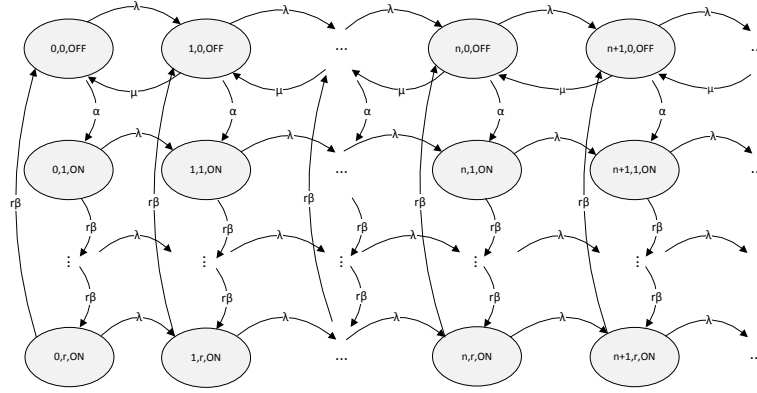 λ λ λ λ λ
0,0,OFF 1,0,OFF ... n,0,OFF n+1,0,OFF ...
μ μ μ μ μ
α α α α α
λ λ λ λ λ
0,1,ON 1,1,ON ... n,1,ON n+1,1,ON ...
rβ rβ rβ rβ rβ
rβ rβ rβ rβ rβ
λ λ λ λ λ
⋮ ⋮ ... ⋮ ⋮
rβ rβ rβ rβ rβ
λ λ λ λ λ
0,r,ON 1,r,ON ... n,r,ON n+1,r,ON ...